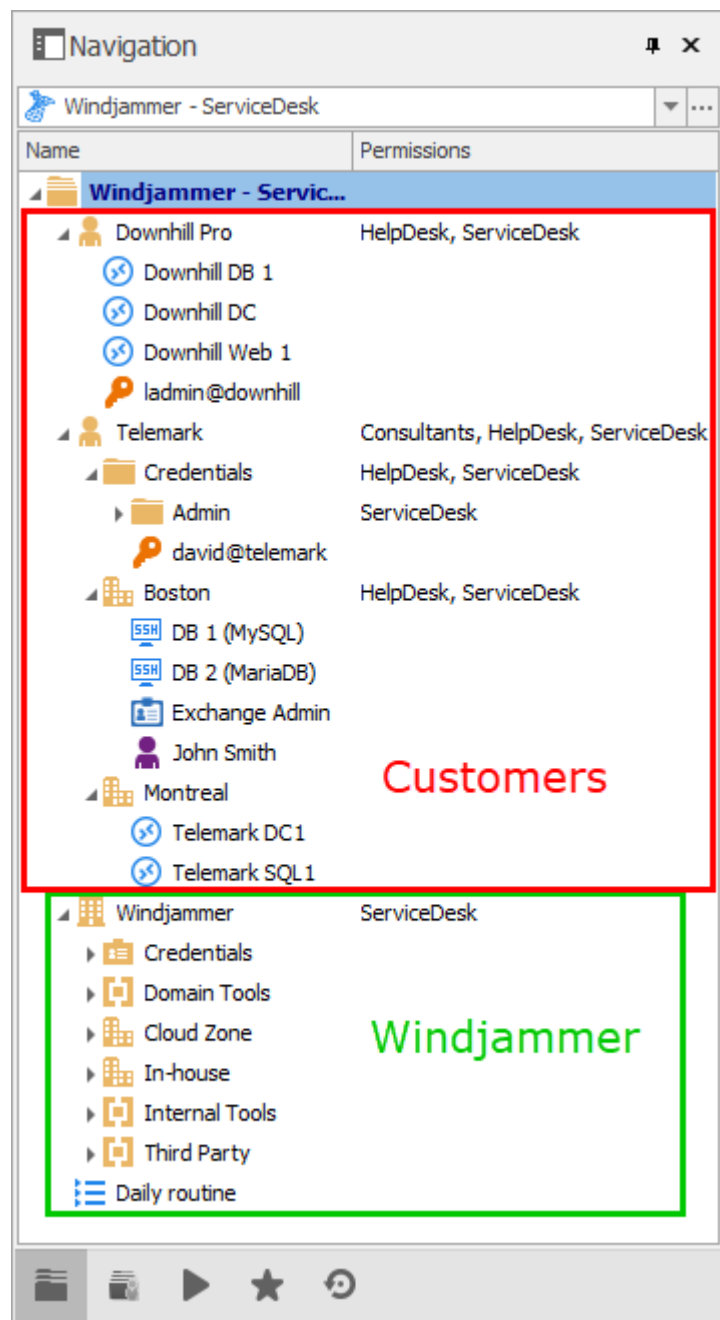 Navigation
Windjammer - ServiceDesk
Name Permissions
Windjammer - Servic...
Downhill Pro HelpDesk, ServiceDesk
Downhill DB 1
Downhill DC
Downhill Web 1
ladmin@downhill
Telemark Consultants, HelpDesk, ServiceDesk
Credentials HelpDesk, ServiceDesk
Admin ServiceDesk
david@telemark
Boston HelpDesk, ServiceDesk
SSH DB 1 (MySQL)
SSH DB 2 (MariaDB)
Exchange Admin
John Smith
Customers
Montreal
Telemark DC1
Telemark SQL1
Windjammer ServiceDesk
Credentials
Domain Tools
Cloud Zone Windjammer
In-house
Internal Tools
Third Party
Daily routine